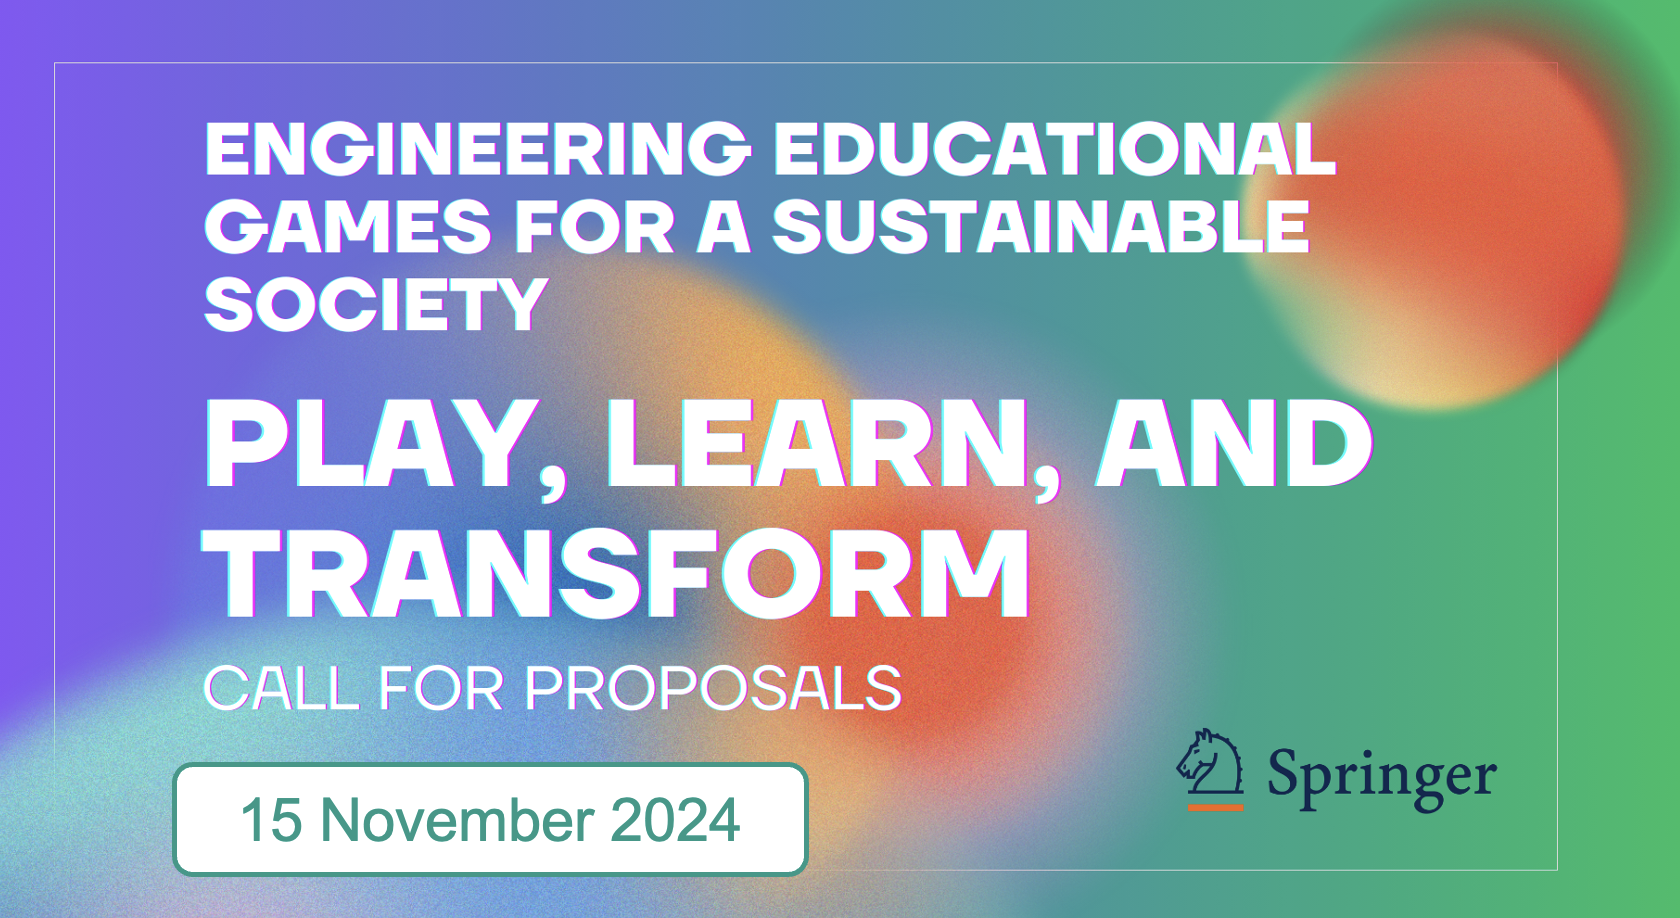 ENGINEERING EDUCATIONAL
GAMES FOR A SUSTAINABLE
SOCIETY
PLAY, LEARN, AND
TRANSFORM
CALL FOR PROPOSALS
15 November 2024
Springer